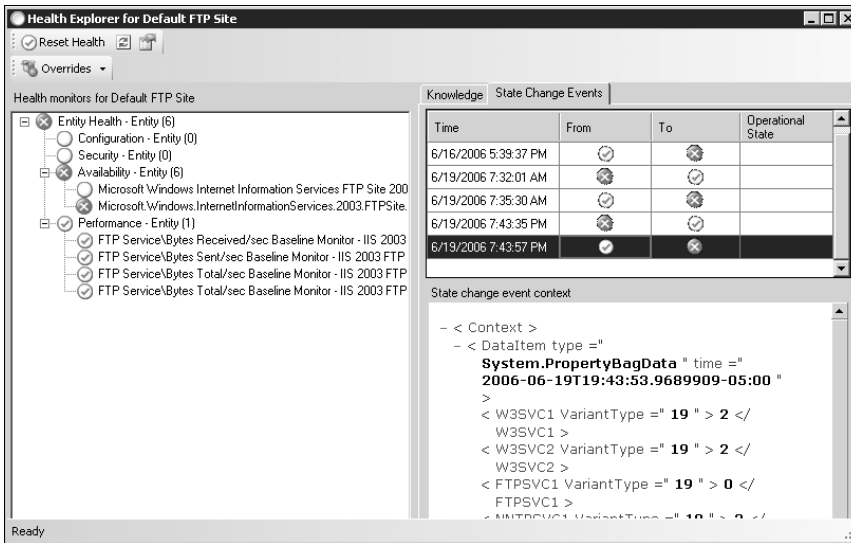 Health Explorer for Default FTP Site
Reset Health
Overrides
Health monitors for Default FTP Site
Entity Health - Entity (6)
Configuration - Entity (0)
Security - Entity (0)
Availability - Entity (6)
Microsoft Windows Internet Information Services FTP Site 200
Microsoft.Windows.InternetInformationServices.2003.FTPSite.
Performance - Entity (1)
FTP Service\Bytes Received/sec Baseline Monitor - IIS 2003
FTP Service\Bytes Sent/sec Baseline Monitor - IIS 2003 FTP
FTP Service\Bytes Total/sec Baseline Monitor - IIS 2003 FTP
FTP Service\Bytes Total/sec Baseline Monitor - IIS 2003 FTP
Knowledge State Change Events
Time From To Operational State
6/16/2006 5:39:37 PM
6/19/2006 7:32:01 AM
6/19/2006 7:35:30 AM
6/19/2006 7:43:35 PM
6/19/2006 7:43:57 PM
State change event context
- < Context >
- < DataItem type ="
System.PropertyBagData " time ="
2006-06-19T19:43:53.9689909-05:00 "
>
< W3SVC1 VariantType =" 19 " > 2 </
W3SVC1 >
< W3SVC2 VariantType =" 19 " > 2 </
W3SVC2 >
< FTPSVC1 VariantType =" 19 " > 0 </
FTPSVC1 >
Ready